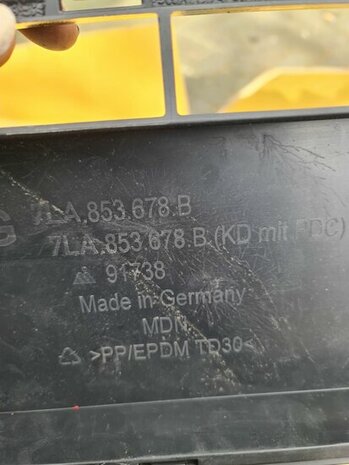 G 7LA.853.678.B
7LA.853.678.B (KD mit PDC)
91738
Made in Germany
MDN
>PP/EPDM TD30<